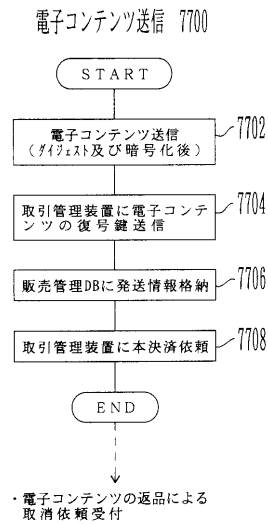 電子コンテンツ送信 7700
START
電子コンテンツ送信
(ダイジェスト及び暗号化後)
7702
取引管理装置に電子コンテ
ンツの復号鍵送信
7704
販売管理DBに発送情報格納
7706
取引管理装置に本決済依頼
7708
END
・電子コンテンツの返品による
取消依頼受付